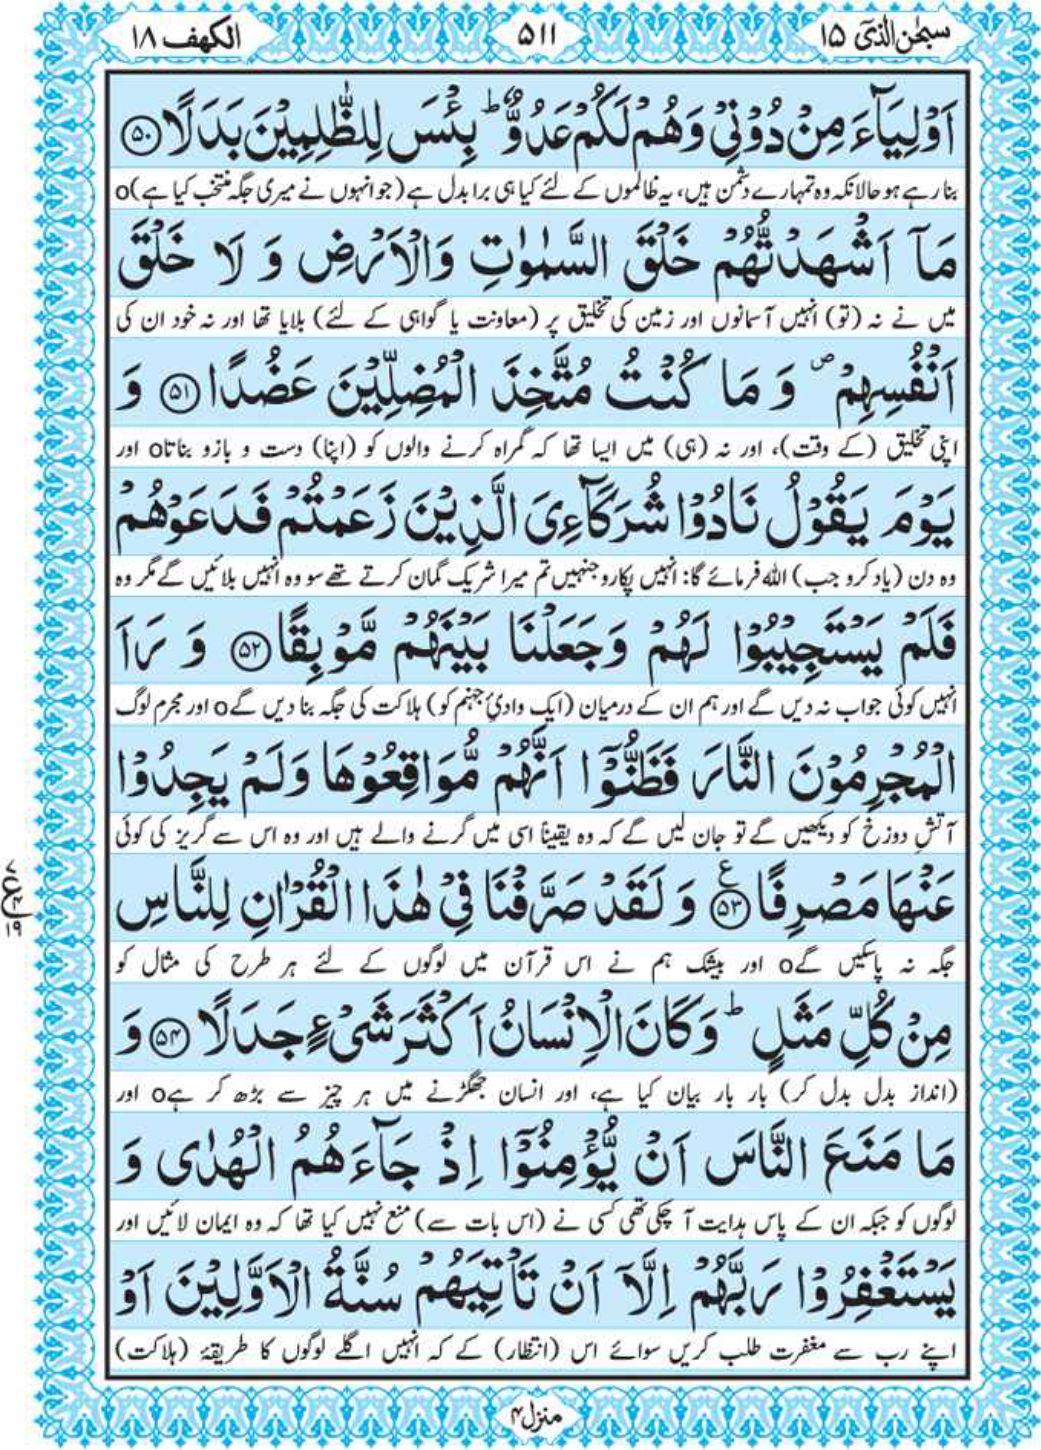 سبحٰن الذیٓ ۱۵
۵۱۱
الكهف ۱۸
اَوْلِيَآءَ مِنْ دُوْنِيْ وَهُمْ لَكُمْ عَدُوٌّ ؕ بِئْسَ لِلظّٰلِمِيْنَ بَدَلًا ﴿۵۰﴾
بنا رہے ہو حالانکہ وہ تمہارے دشمن ہیں، یہ ظالموں کے لئے کیا ہی برا بدل ہے (جو انہوں نے میری جگہ منتخب کیا ہے)o
مَاۤ اَشْهَدْتُّهُمْ خَلْقَ السَّمٰوٰتِ وَالْاَرْضِ وَ لَا خَلْقَ
میں نے نہ (تو) انہیں آسمانوں اور زمین کی تخلیق پر (معاونت یا گواہی کے لئے) بلایا تھا اور نہ خود ان کی
اَنْفُسِهِمْ ۪ وَ مَا كُنْتُ مُتَّخِذَ الْمُضِلِّيْنَ عَضُدًا ﴿۵۱﴾ وَ
اپنی تخلیق (کے وقت)، اور نہ (ہی) میں ایسا تھا کہ گمراہ کرنے والوں کو (اپنا) دست و بازو بناتاo اور
يَوْمَ يَقُوْلُ نَادُوْا شُرَكَآءِىَ الَّذِيْنَ زَعَمْتُمْ فَدَعَوْهُمْ
وہ دن (یاد کرو جب) اللہ فرمائے گا: انہیں پکارو جنہیں تم میرا شریک گمان کرتے تھے سو وہ انہیں بلائیں گے مگر وہ
فَلَمْ يَسْتَجِيْبُوْا لَهُمْ وَجَعَلْنَا بَيْنَهُمْ مَّوْبِقًا ﴿۵۲﴾ وَ رَاَ
انہیں کوئی جواب نہ دیں گے اور ہم ان کے درمیان (ایک وادیٔ جہنم کو) ہلاکت کی جگہ بنا دیں گےo اور مجرم لوگ
الْمُجْرِمُوْنَ النَّارَ فَظَنُّوْۤا اَنَّهُمْ مُّوَاقِعُوْهَا وَلَمْ يَجِدُوْا
آتشِ دوزخ کو دیکھیں گے تو جان لیں گے کہ وہ یقیناً اسی میں گرنے والے ہیں اور وہ اس سے گریز کی کوئی
عَنْهَا مَصْرِفًا ﴿۵۳﴾ ع وَ لَقَدْ صَرَّفْنَا فِيْ هٰذَا الْقُرْاٰنِ لِلنَّاسِ
جگہ نہ پاسکیں گےo اور بیشک ہم نے اس قرآن میں لوگوں کے لئے ہر طرح کی مثال کو
مِنْ كُلِّ مَثَلٍ ؕ وَكَانَ الْاِنْسَانُ اَكْثَرَ شَيْءٍ جَدَلًا ﴿۵۴﴾ وَ
(انداز بدل بدل کر) بار بار بیان کیا ہے، اور انسان جھگڑنے میں ہر چیز سے بڑھ کر ہےo اور
مَا مَنَعَ النَّاسَ اَنْ يُّؤْمِنُوْۤا اِذْ جَآءَهُمُ الْهُدٰى وَ
لوگوں کو جبکہ ان کے پاس ہدایت آ چکی تھی کسی نے (اس بات سے) منع نہیں کیا تھا کہ وہ ایمان لائیں اور
يَسْتَغْفِرُوْا رَبَّهُمْ اِلَّاۤ اَنْ تَاْتِيَهُمْ سُنَّةُ الْاَوَّلِيْنَ اَوْ
اپنے رب سے مغفرت طلب کریں سوائے اس (انتظار) کے کہ انہیں اگلے لوگوں کا طریقۂ (ہلاکت)
منزل ۴